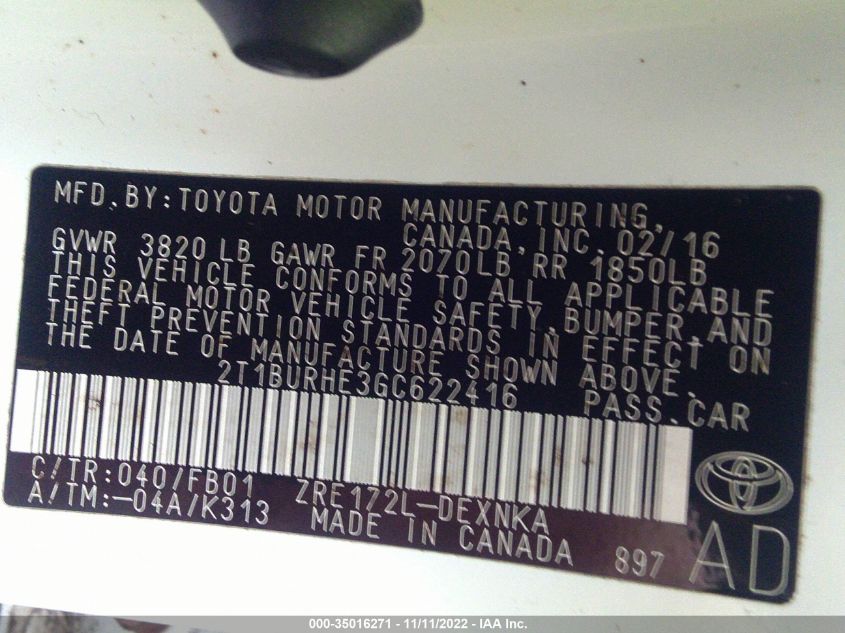 MFD. BY: TOYOTA MOTOR MANUFACTURING,
CANADA, INC. 02/16
GVWR 3820 LB GAWR FR 2070LB RR 1850LB
THIS VEHICLE CONFORMS TO ALL APPLICABLE
FEDERAL MOTOR VEHICLE SAFETY, BUMPER, AND
THEFT PREVENTION STANDARDS IN EFFECT ON
THE DATE OF MANUFACTURE SHOWN ABOVE.
2T1BURHE3GC622416 PASS. CAR
C/TR: 040/FB01 ZRE172L-DEXNKA
A/TM: -04A/K313 MADE IN CANADA 897 AD
000-35016271 - 11/11/2022 - IAA Inc.